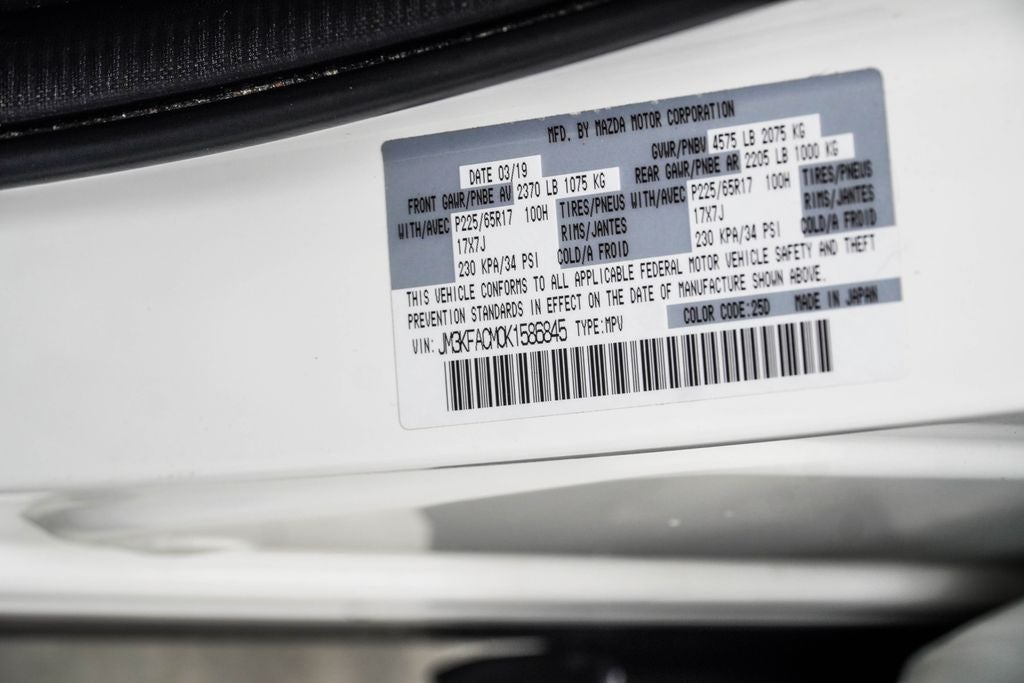 MFD. BY MAZDA MOTOR CORPORATION
DATE 03/19 GVWR/PNBV 4575 LB 2075 KG
FRONT GAWR/PNBE AV 2370 LB 1075 KG REAR GAWR/PNBE AR 2205 LB 1000 KG
WITH/AVEC P225/65R17 100H TIRES/PNEUS WITH/AVEC P225/65R17 100H TIRES/PNEUS
17X7J RIMS/JANTES 17X7J RIMS/JANTES
230 KPA/34 PSI COLD/A FROID 230 KPA/34 PSI COLD/A FROID
THIS VEHICLE CONFORMS TO ALL APPLICABLE FEDERAL MOTOR VEHICLE SAFETY AND THEFT
PREVENTION STANDARDS IN EFFECT ON THE DATE OF MANUFACTURE SHOWN ABOVE.
VIN: JM3KFACM0K1586845 TYPE:MPV COLOR CODE:25D MADE IN JAPAN